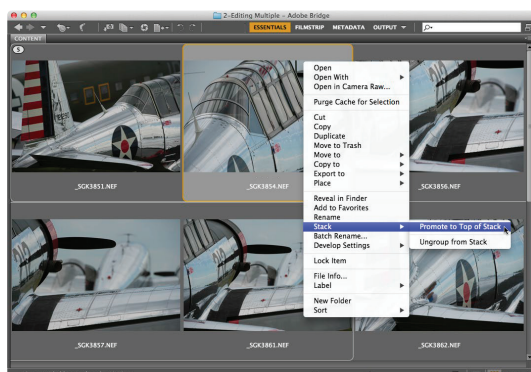 2-Editing Multiple – Adobe Bridge
ESSENTIALS FILMSTRIP METADATA OUTPUT
CONTENT
5
Open
Open With
Open in Camera Raw...
Purge Cache for Selection
Cut
Copy
Duplicate
Move to Trash
Move to
Copy to
Export to
Place
Reveal in Finder
Add to Favorites
Rename
Stack
Promote to Top of Stack
Batch Rename...
Ungroup from Stack
Develop Settings
Lock Item
File Info...
Label
New Folder
Sort
_SGK3851.NEF
_SGK3854.NEF
_SGK3856.NEF
_SGK3857.NEF
_SGK3861.NEF
_SGK3862.NEF